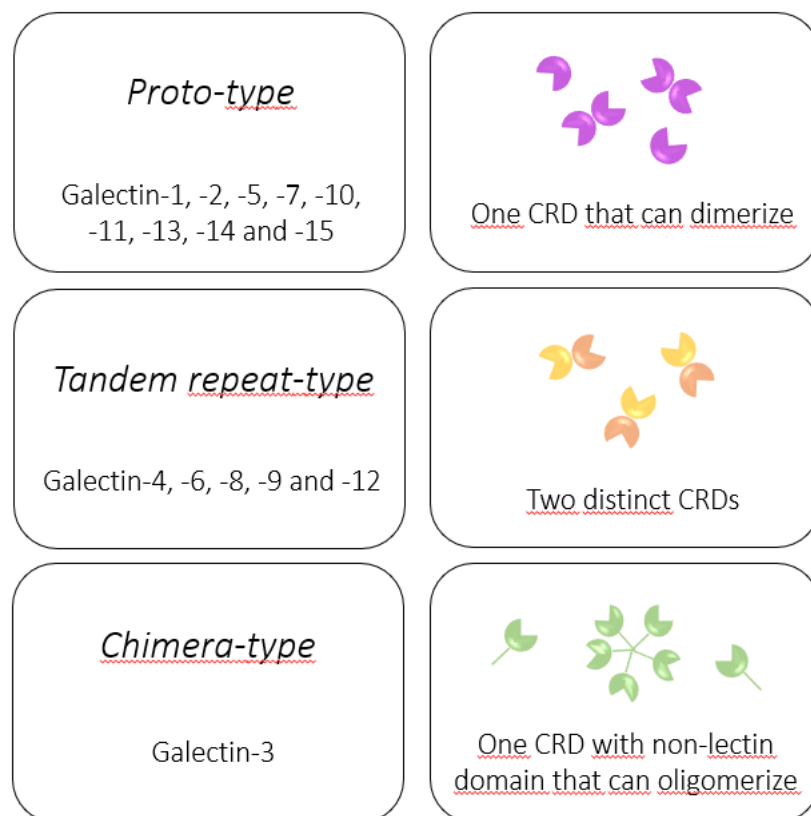 Proto-type
Galectin-1, -2, -5, -7, -10,
-11, -13, -14 and -15
One CRD that can dimerize
Tandem repeat-type
Galectin-4, -6, -8, -9 and -12
Two distinct CRDs
Chimera-type
Galectin-3
One CRD with non-lectin
domain that can oligomerize